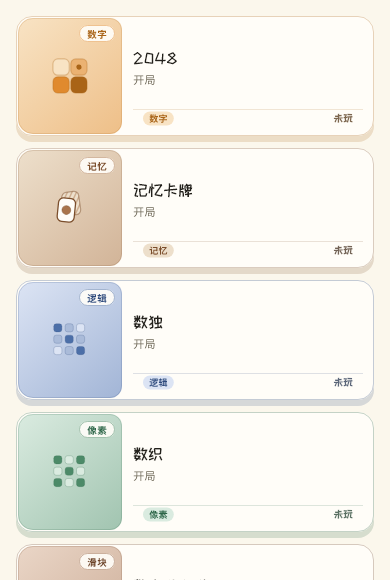 数字
2048
开局
数字 未玩
记忆
记忆卡牌
开局
记忆 未玩
逻辑
数独
开局
逻辑 未玩
像素
数织
开局
像素 未玩
滑块